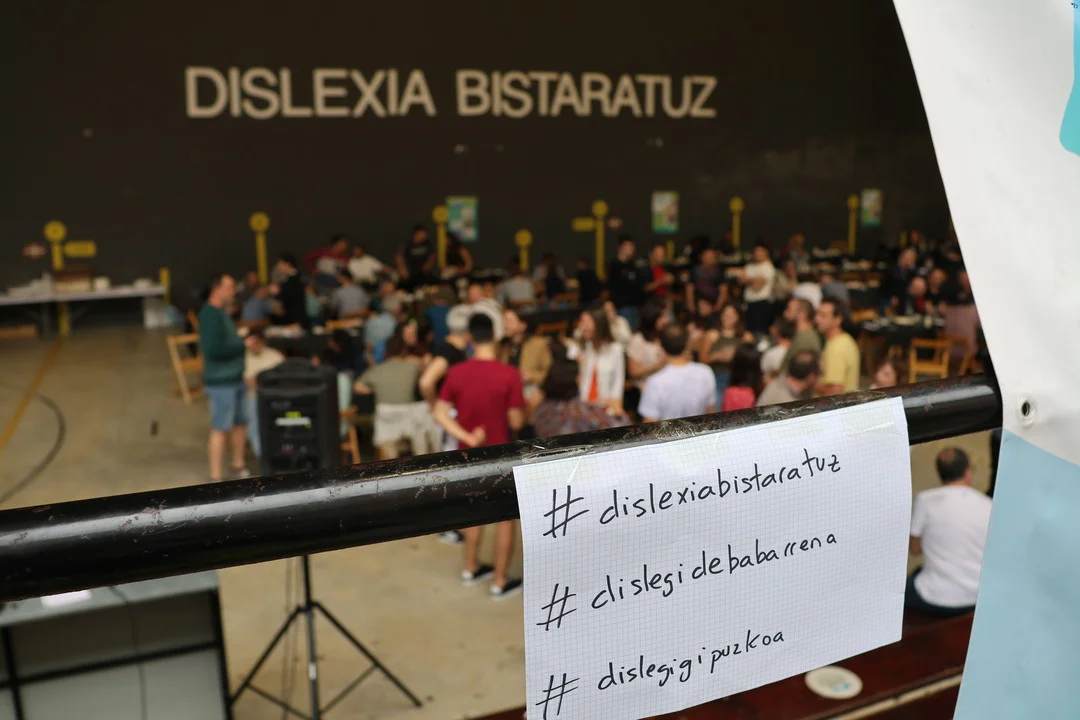 DISLEXIA BISTARATUZ
# dislexiabistaratuz
# dislegidebabarrena
# dislegigipuzkoa